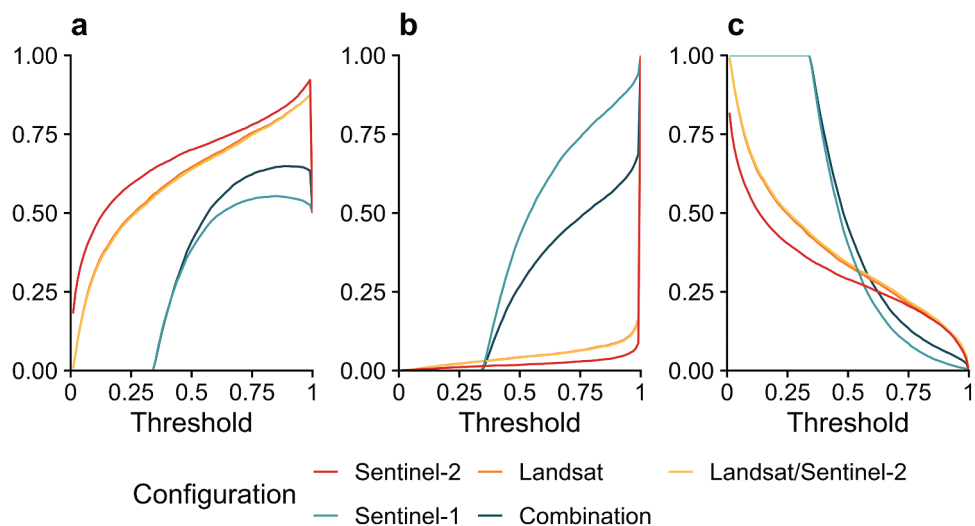 a b c
1.00 1.00 1.00
0.75 0.75 0.75
0.50 0.50 0.50
0.25 0.25 0.25
0.00 0.00 0.00
0 0.25 0.50 0.75 1 0 0.25 0.5 0.75 1 0 0.25 0.50 0.75 1
Threshold Threshold Threshold
Configuration
Sentinel-2 Landsat Landsat/Sentinel-2
Sentinel-1 Combination